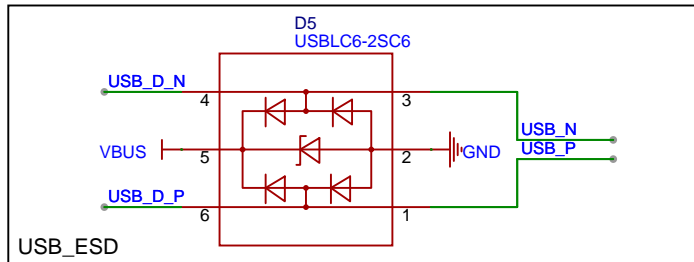 D5
USBLC6-2SC6
USB_D_N
4
3
USB_N
VBUS
5
2
GND
USB_P
USB_D_P
6
1
USB_ESD